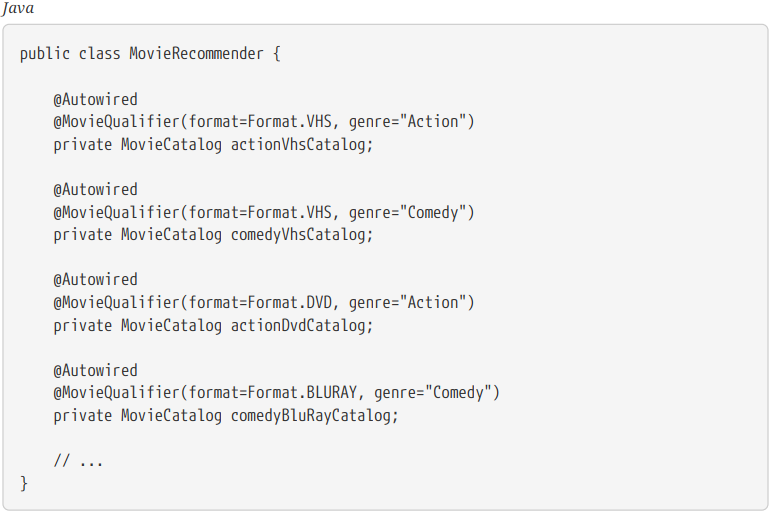 Java
public class MovieRecommender {
@Autowired
@MovieQualifier(format=Format.VHS, genre="Action")
private MovieCatalog actionVhsCatalog;
@Autowired
@MovieQualifier(format=Format.VHS, genre="Comedy")
private MovieCatalog comedyVhsCatalog;
@Autowired
@MovieQualifier(format=Format.DVD, genre="Action")
private MovieCatalog actionDvdCatalog;
@Autowired
@MovieQualifier(format=Format.BLURAY, genre="Comedy")
private MovieCatalog comedyBluRayCatalog;
// ...
}